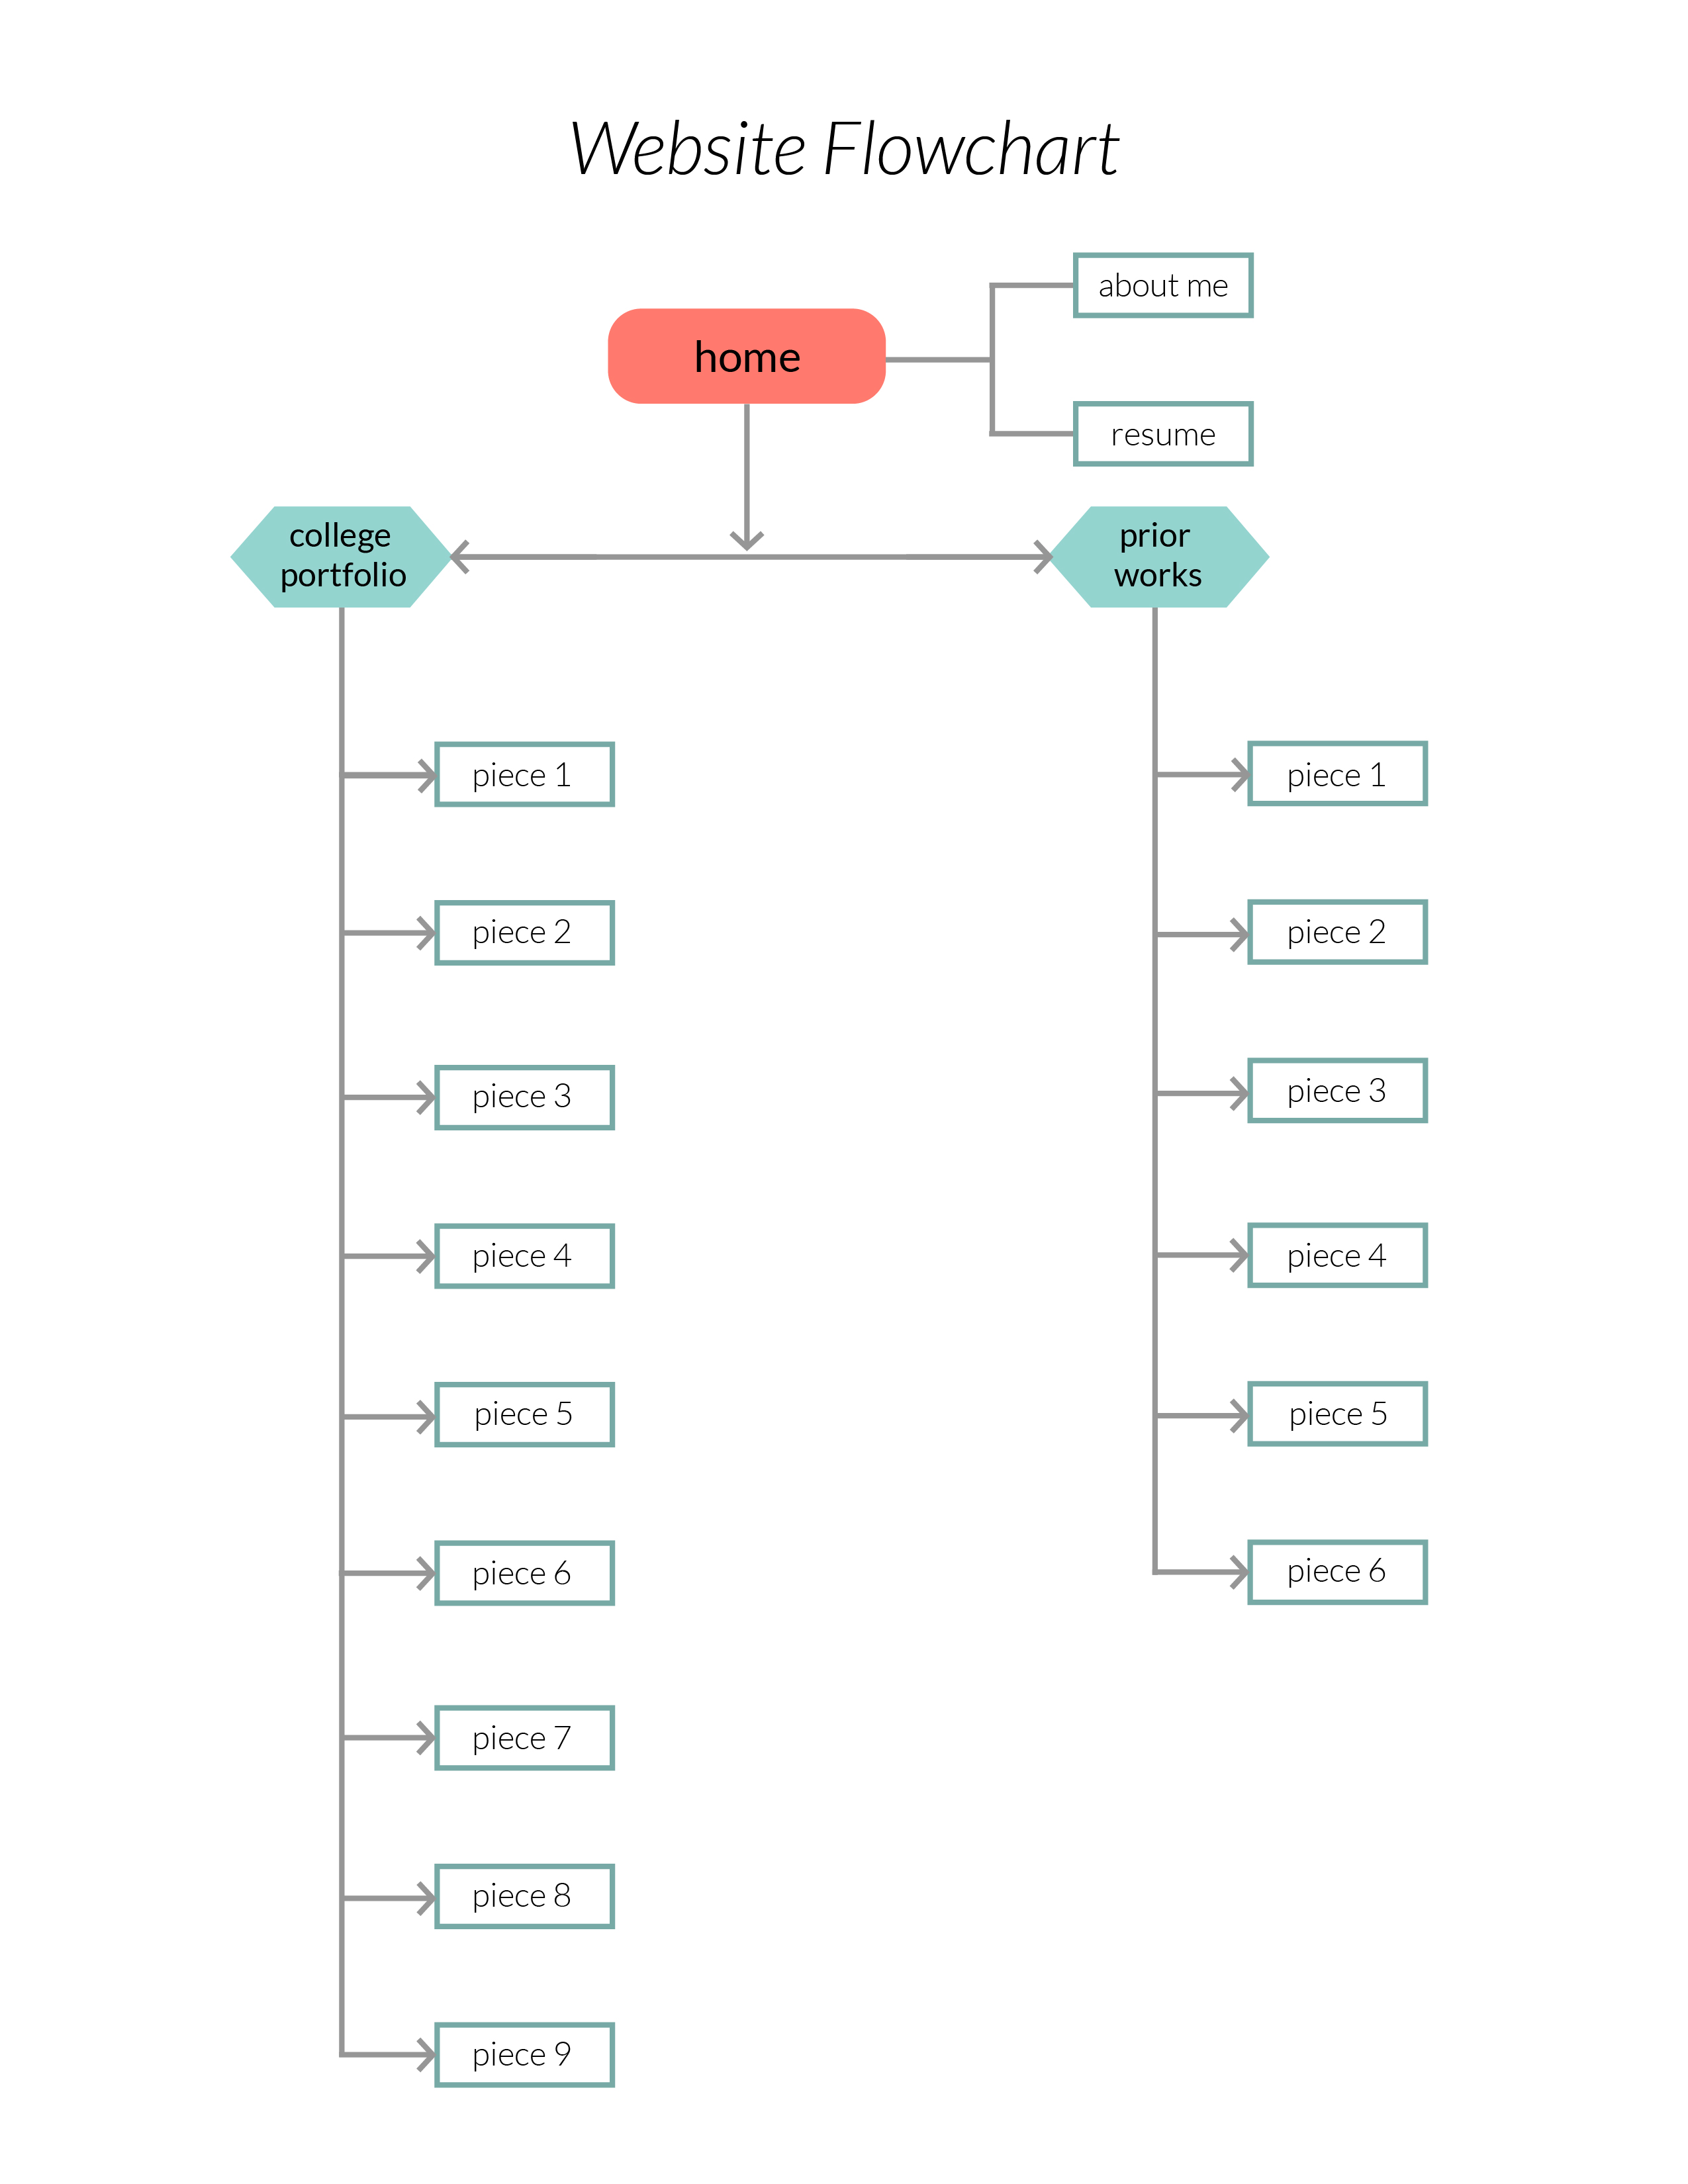 Website Flowchart
about me
home
resume
college
portfolio
prior
works
piece 1
piece 2
piece 3
piece 4
piece 5
piece 6
piece 7
piece 8
piece 9
piece 1
piece 2
piece 3
piece 4
piece 5
piece 6